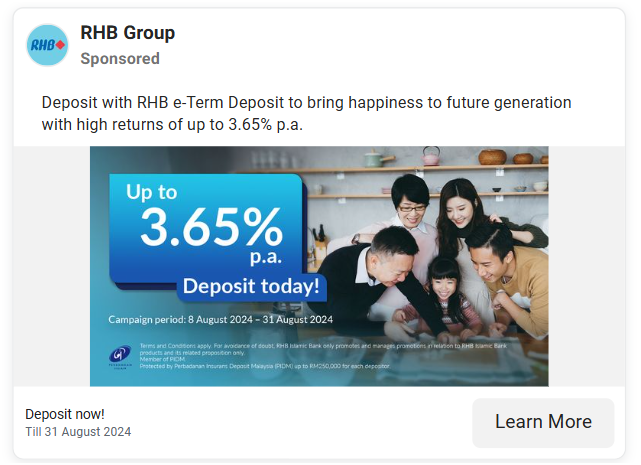 RHB
RHB Group
Sponsored
Deposit with RHB e-Term Deposit to bring happiness to future generation
with high returns of up to 3.65% p.a.
Up to
3.65%
p.a.
Deposit today!
Campaign period: 8 August 2024 – 31 August 2024
Terms and Conditions apply. For avoidance of doubt, RHB Islamic Bank only promotes and manages promotions in relation to RHB Islamic Bank
products and its related proposition only.
Member of PIDM.
Protected by Perbadanan Insurans Deposit Malaysia (PIDM) up to RM250,000 for each depositor.
Deposit now!
Till 31 August 2024
Learn More